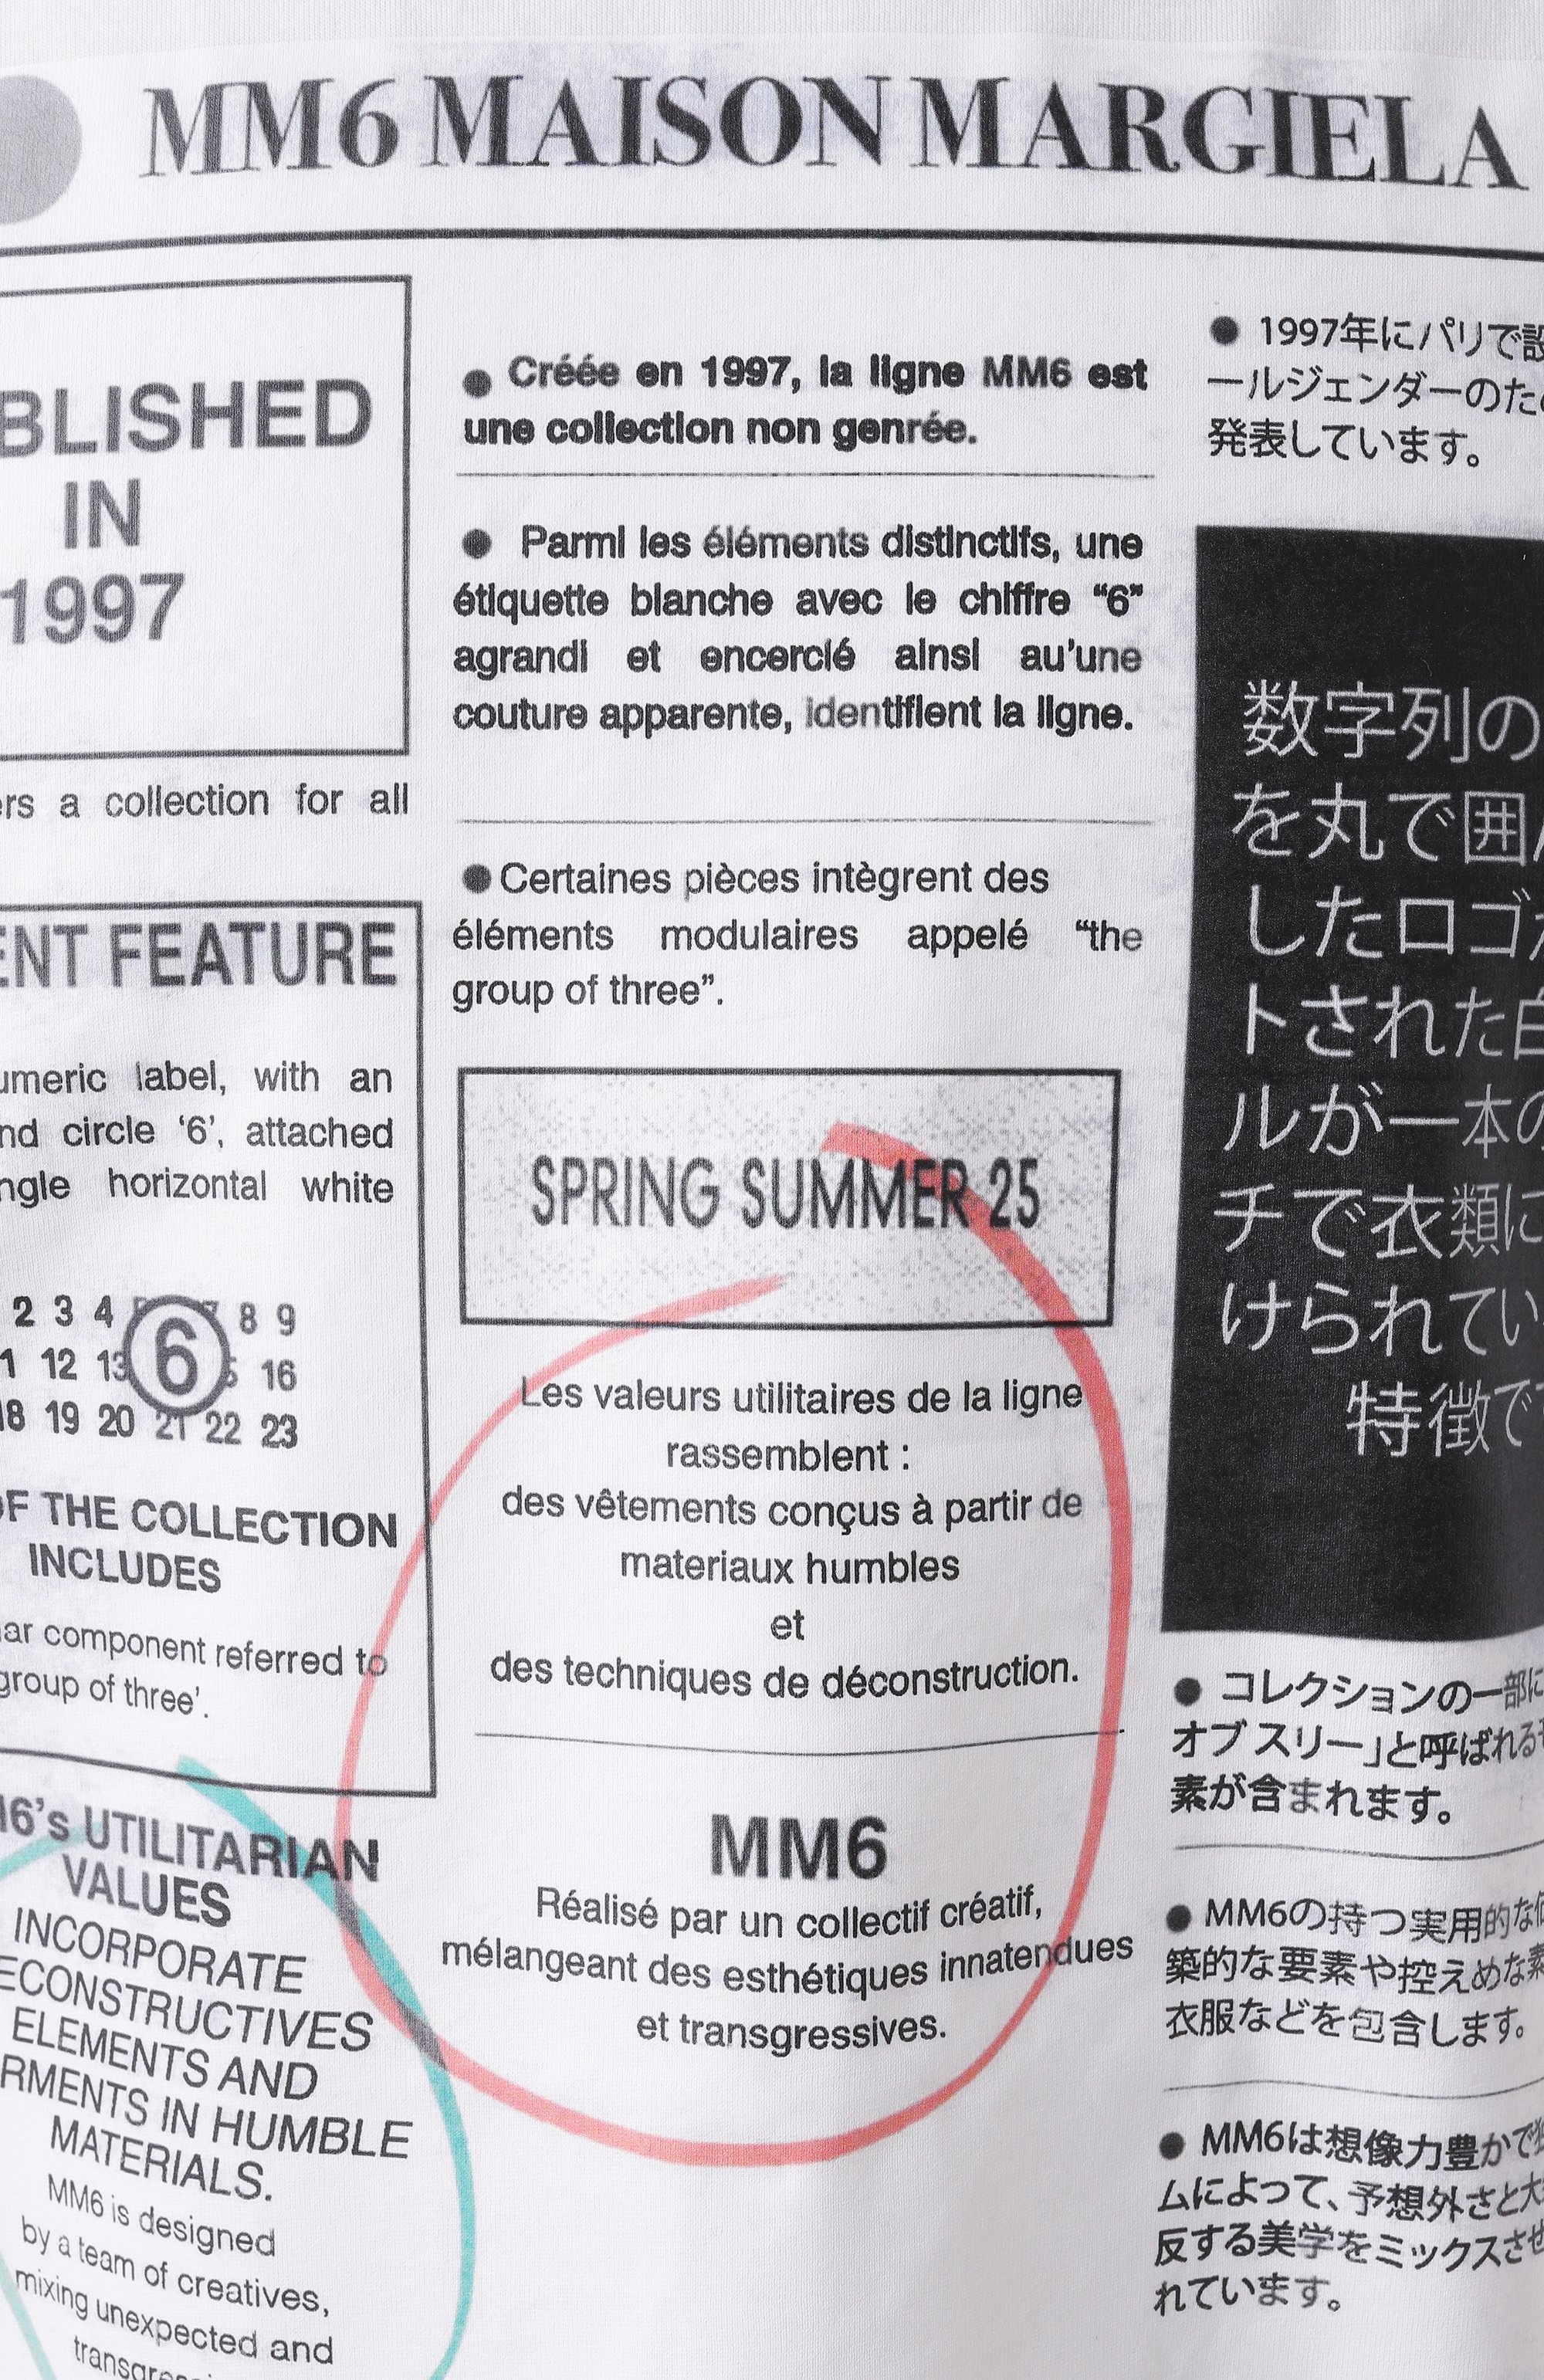 MM6 MAISON MARGIELA
BLISHED
IN
1997
a collection for all
ENT FEATURE
label, with an
circle ‘6’, attached
horizontal white
2 3 4 7 8 9
12 13 16
18 19 20 21 22 23
6
OF THE COLLECTION
INCLUDES
component referred to
group of three’.
6’s UTILITARIAN
VALUES
INCORPORATE
ECONSTRUCTIVES
ELEMENTS AND
RMENTS IN HUMBLE
MATERIALS.
MM6 is designed
by a team of creatives,
mixing unexpected and
● Créée en 1997, la ligne MM6 est
une collection non genrée.
● Parmi les éléments distinctifs, une
étiquette blanche avec le chiffre “6”
agrandi et encerclé ainsi au'une
couture apparente, identifient la ligne.
● Certaines pièces intègrent des
éléments modulaires appelé “the
group of three”.
SPRING SUMMER 25
Les valeurs utilitaires de la ligne
rassemblent :
des vêtements conçus à partir de
materiaux humbles
et
des techniques de déconstruction.
MM6
Réalisé par un collectif créatif,
mélangeant des esthétiques innatendues
et transgressives.
● 1997年にパリで設
ールジェンダーのた
発表しています。
数字列の
を丸で囲
したロゴ
トされた白
ルが一本の
チで衣類に
けられてい
特徴で
● コレクションの一部に
オブ スリー」と呼ばれる
素が含まれます。
● MM6の持つ実用的な
築的な要素や控えめな素
衣服などを包含します。
● MM6は想像力豊かで
ムによって、予想外さと大
反する美学をミックスさせ
れています。